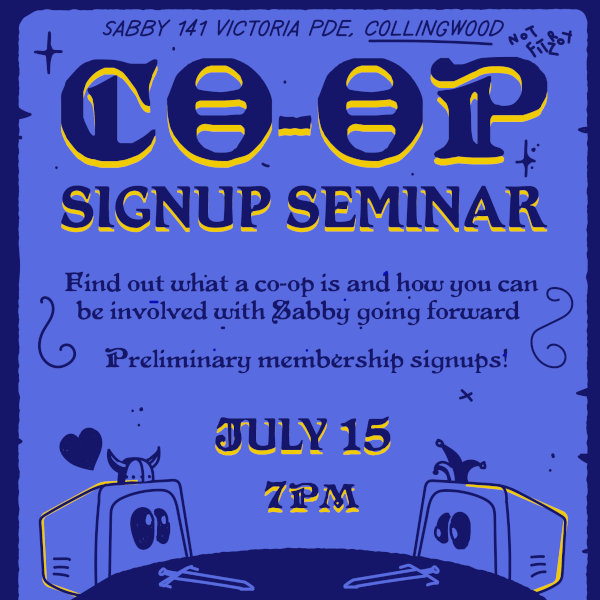 SABBY 141 VICTORIA PDE, COLLINGWOOD
NOT FITZROY
CO-OP
SIGNUP SEMINAR
Find out what a co-op is and how you can
be involved with Sabby going forward
Preliminary membership signups!
JULY 15
7PM